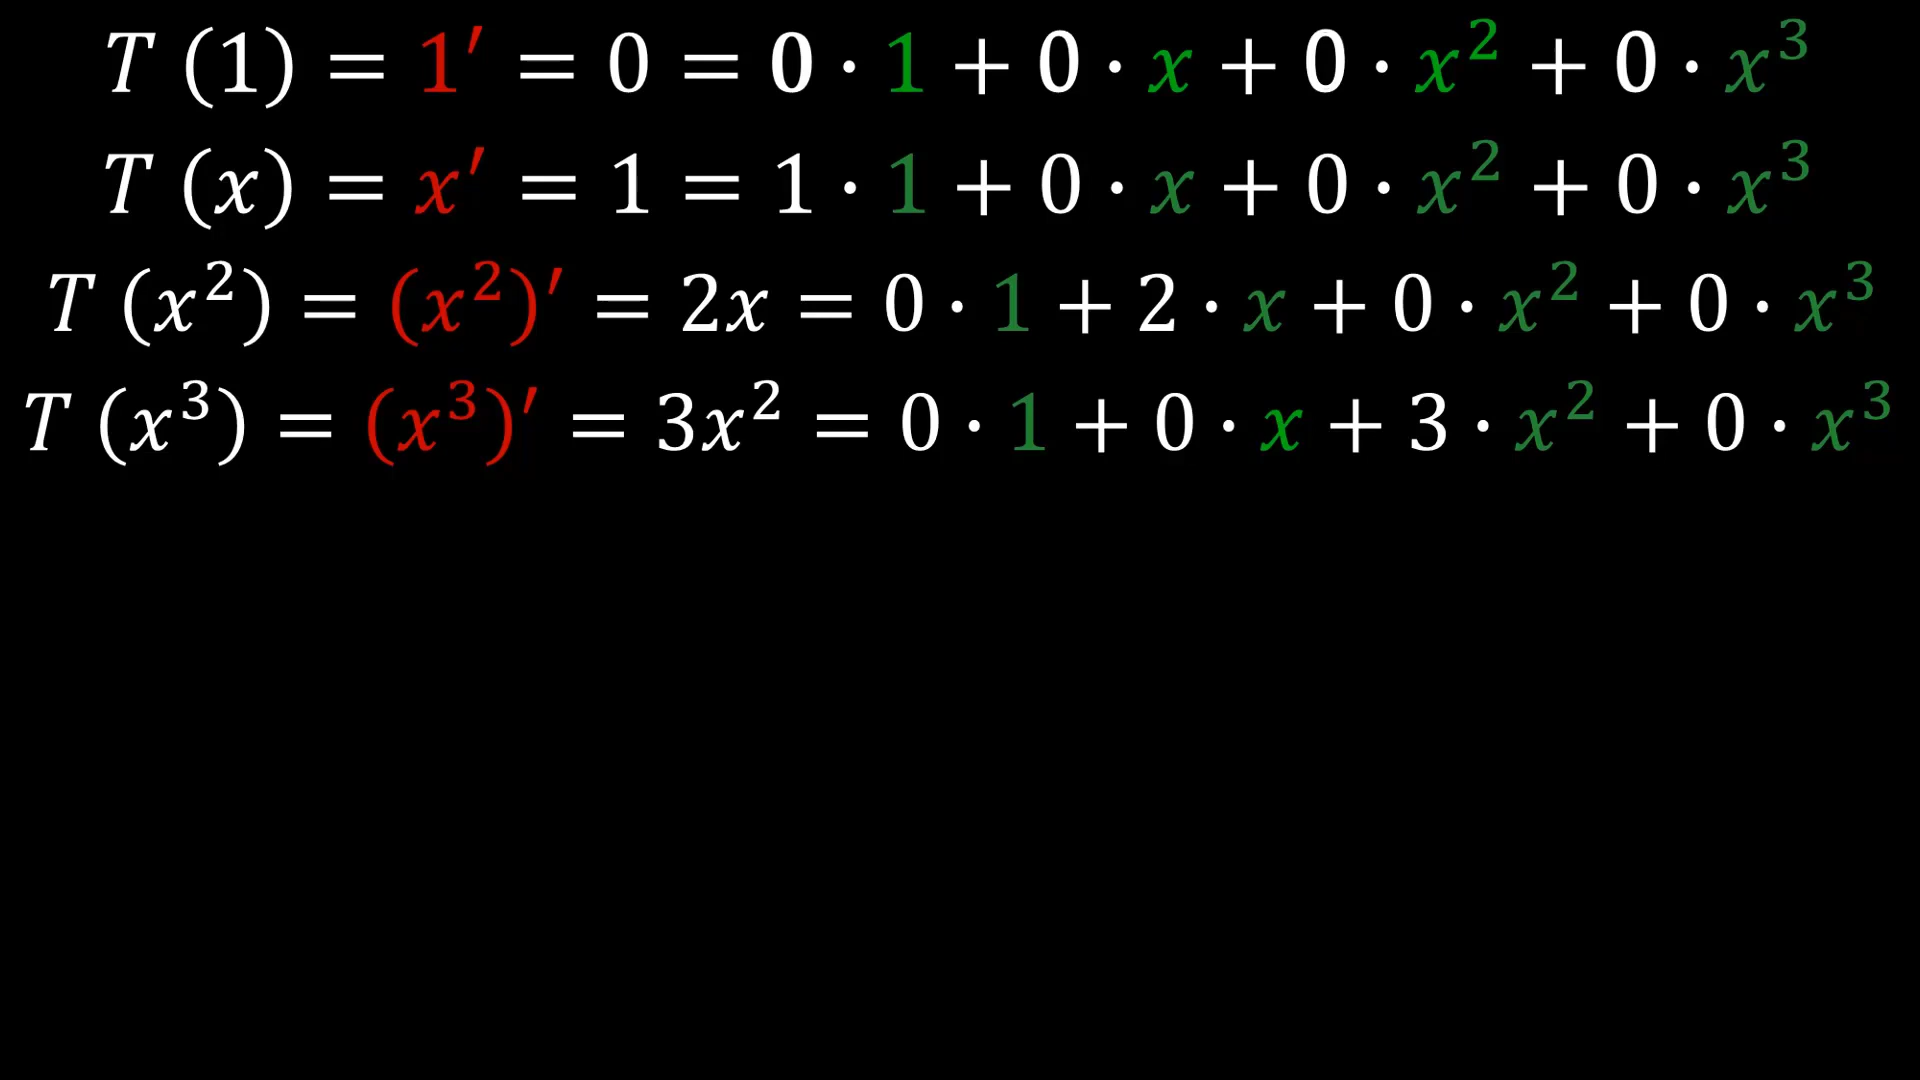 T (1) = 1′ = 0 = 0 · 1 + 0 · x + 0 · x² + 0 · x³
T (x) = x′ = 1 = 1 · 1 + 0 · x + 0 · x² + 0 · x³
T (x²) = (x²)′ = 2x = 0 · 1 + 2 · x + 0 · x² + 0 · x³
T (x³) = (x³)′ = 3x² = 0 · 1 + 0 · x + 3 · x² + 0 · x³